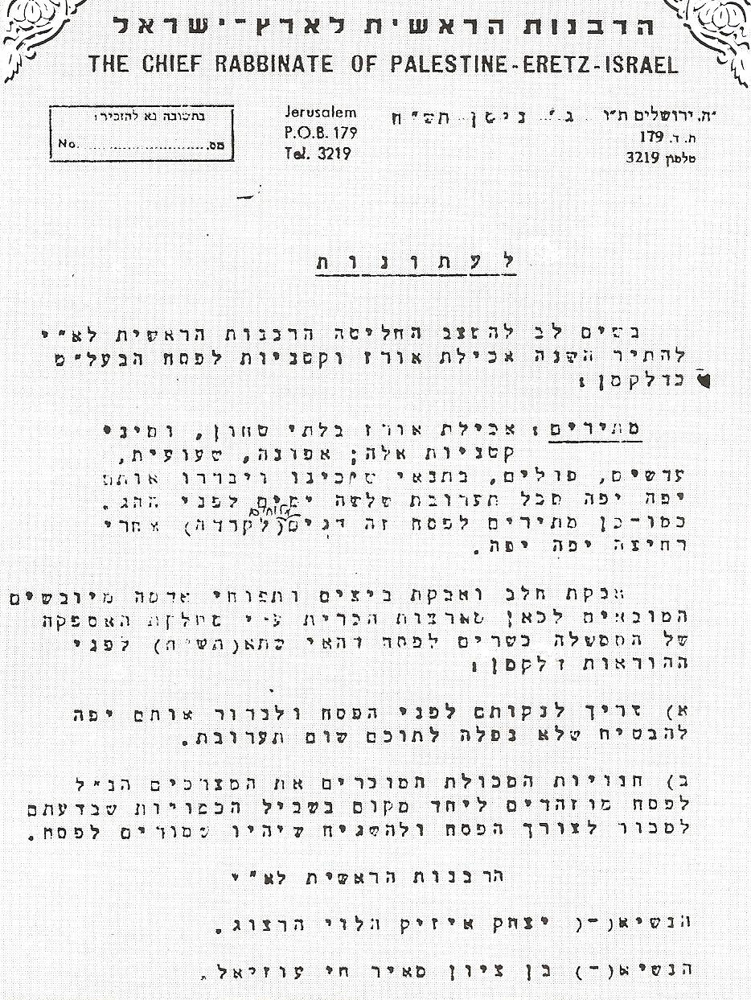 הרבנות הראשית לארץ-ישראל
THE CHIEF RABBINATE OF PALESTINE-ERETZ-ISRAEL
בתשובה נא להזכיר:
No. מס.
Jerusalem
P.O.B. 179
Tel. 3219
פה, ירושלים ת"ו ג' ניסן תש"ח
ת. ד. 179
טלפון 3219
לעתונות
בשים לב להמצב החליטה הרבנות הראשית לא"י
להתיר השנה אכילת אורז וקטניות לפסח הבעל"ט
כדלקמן:
מתירים: אכילת אורז בלתי טחון, ומיני
קטניות אלה; אפונה, שעועית,
עדשים, פולים, בתנאי שיכינו ויבררו אותם
יפה יפה מכל תערובת שלשה ימים לפני החג.
כמו-כן מתירים לפסח זה דגים מלוחים (לקרדה) אחרי
רחיצה יפה יפה.
אבקת חלב ואבקת ביצים ותפוחי אדמה מיובשים
המובאים לכאן מארצות הברית ע"י מחלקת האספקה
של הממשלה כשרים לפסח דהאי שתא(תש"ח) לפני
ההוראות דלקמן:
א) צריך לנקותם לפני הפסח ולברור אותם יפה
להבטיח שלא נפלה לתוכם שום תערובת.
ב) חנויות המכולת המוכרים את המצרכים הנ"ל
לפסח מוזהרים ליחד מקום בשביל הכמויות שבדעתם
למכור לצורך הפסח ולהשגיח שיהיו שמורים לפסח.
הרבנות הראשית לא"י
הנשיא(-) יצחק אייזיק הלוי הרצוג.
הנשיא(-) בן ציון מאיר חי עוזיאל.